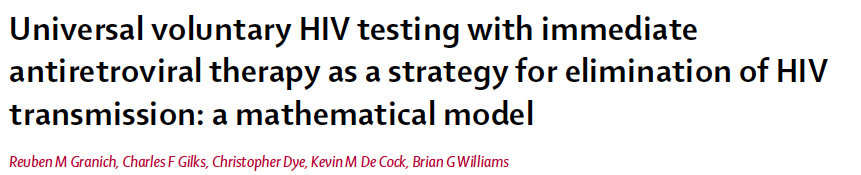 Universal voluntary HIV testing with immediate
antiretroviral therapy as a strategy for elimination of HIV
transmission: a mathematical model
Reuben M Granich, Charles F Gilks, Christopher Dye, Kevin M De Cock, Brian G Williams